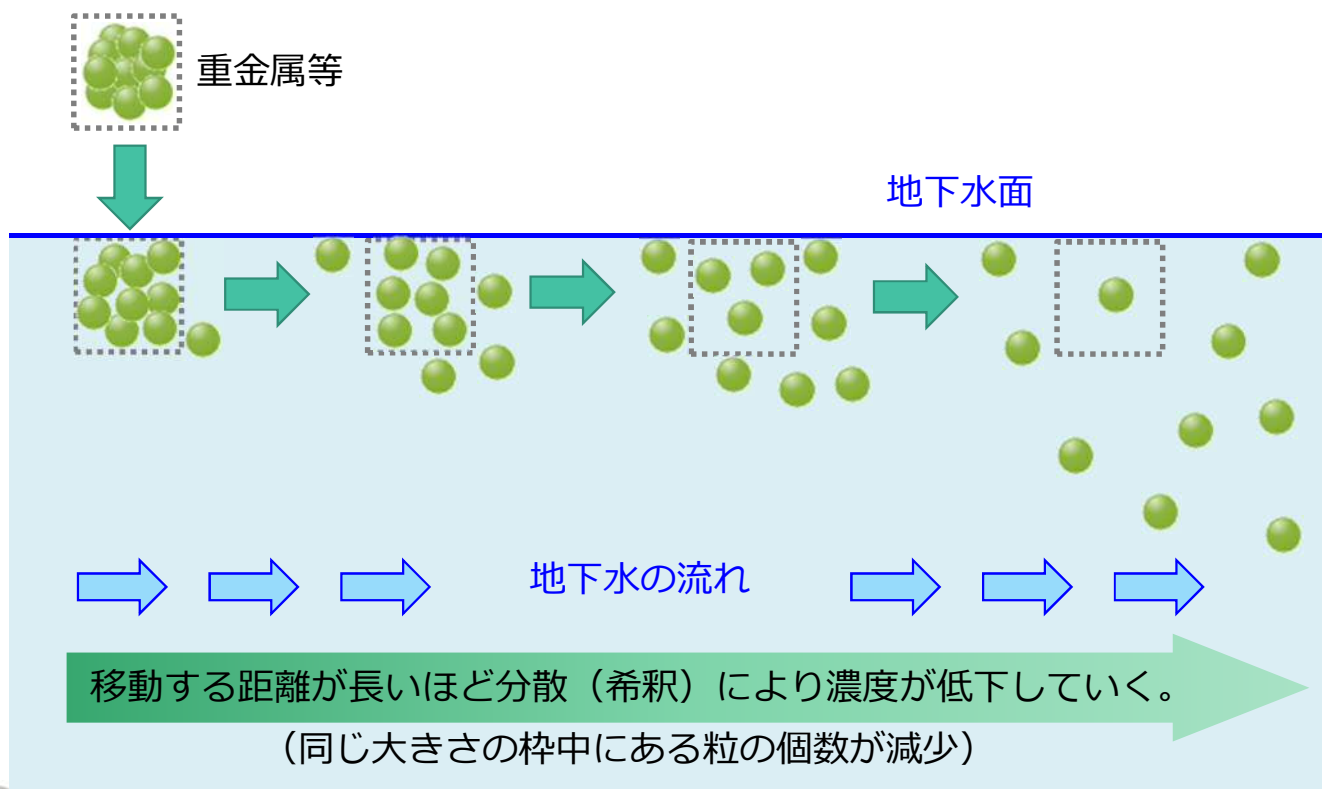 重金属等
地下水面
地下水の流れ
移動する距離が長いほど分散（希釈）により濃度が低下していく。
（同じ大きさの枠中にある粒の個数が減少）